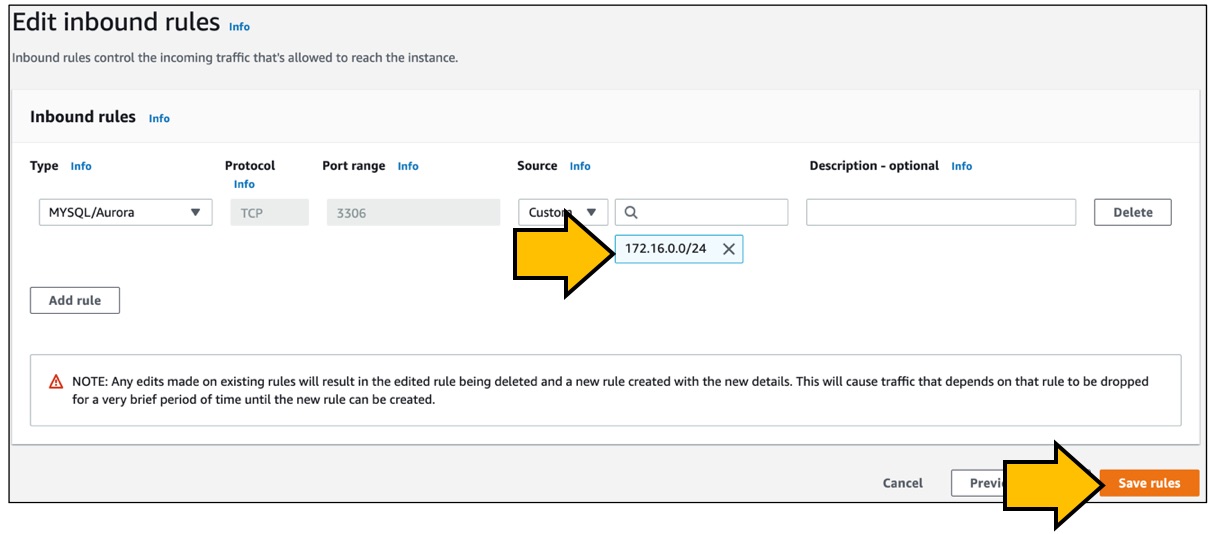 Edit inbound rules Info
Inbound rules control the incoming traffic that's allowed to reach the instance.
Inbound rules Info
Type Info Protocol Info Port range Info Source Info Description - optional Info
MYSQL/Aurora TCP 3306 Custom Delete
172.16.0.0/24
Add rule
NOTE: Any edits made on existing rules will result in the edited rule being deleted and a new rule created with the new details. This will cause traffic that depends on that rule to be dropped
for a very brief period of time until the new rule can be created.
Cancel Save rules